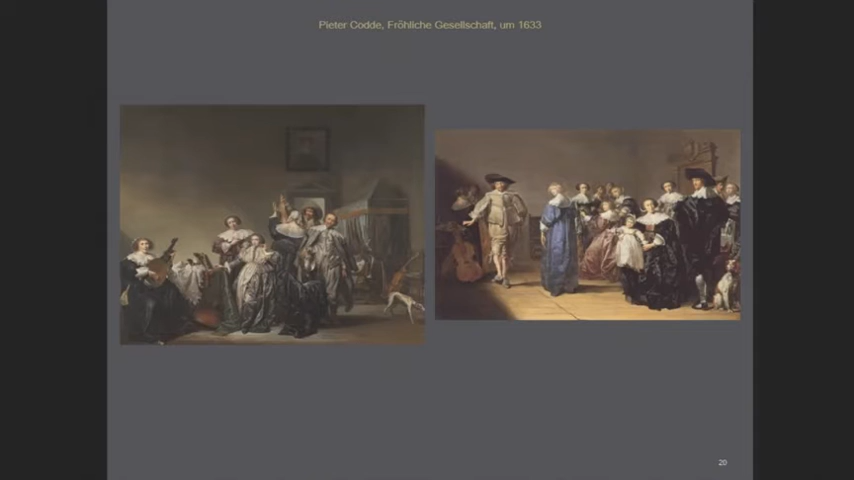 Pieter Codde, Fröhliche Gesellschaft, um 1633
20